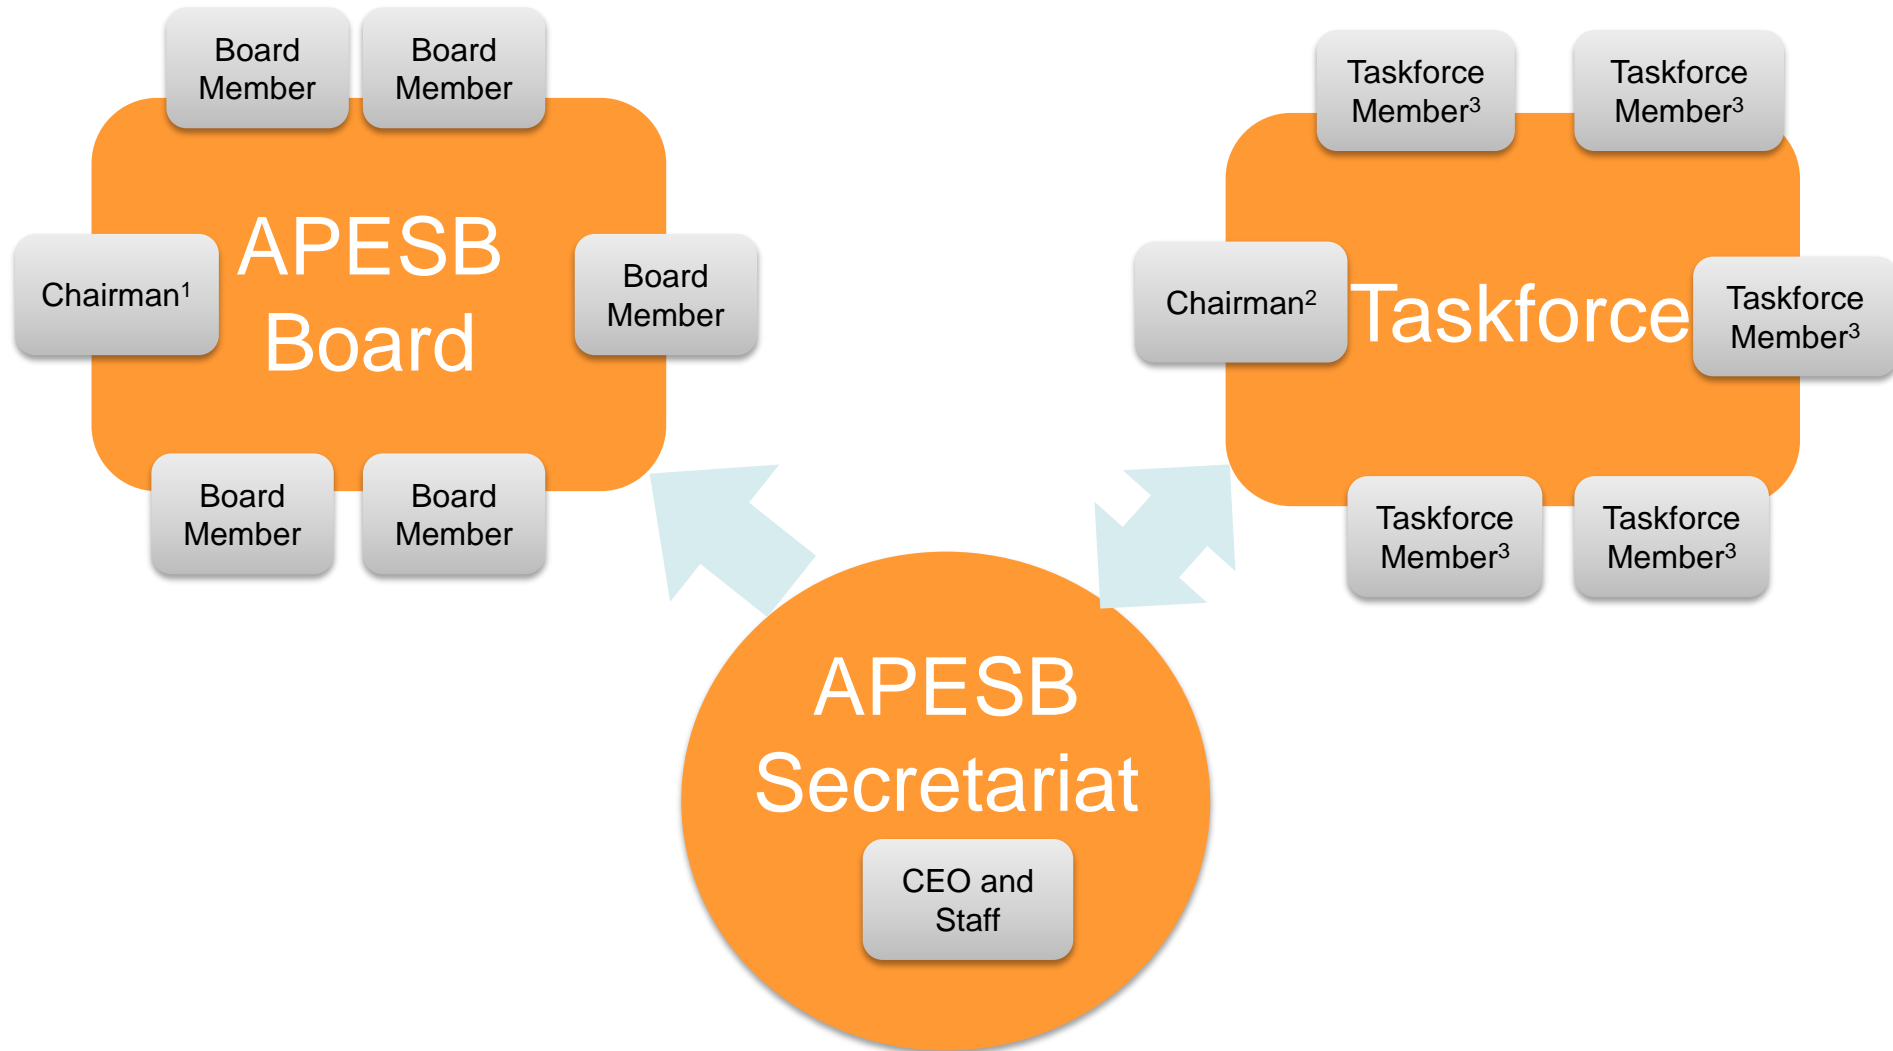 Board
Member
Board
Member
APESB
Board
Chairman¹
Board
Member
Board
Member
Board
Member
Taskforce
Member³
Taskforce
Member³
Chairman²
Taskforce
Taskforce
Member³
Taskforce
Member³
Taskforce
Member³
APESB
Secretariat
CEO and
Staff